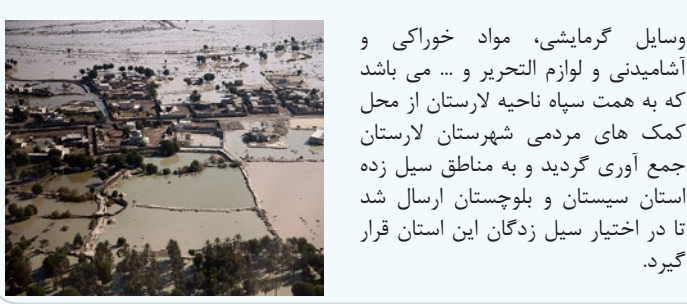 وسایل گرمایشی، مواد خوراکی و
آشامیدنی و لوازم التحریر و ... می باشد
که به همت سپاه ناحیه لارستان از محل
کمک های مردمی شهرستان لارستان
جمع آوری گردید و به مناطق سیل زده
استان سیستان و بلوچستان ارسال شد
تا در اختیار سیل زدگان این استان قرار
گیرد.